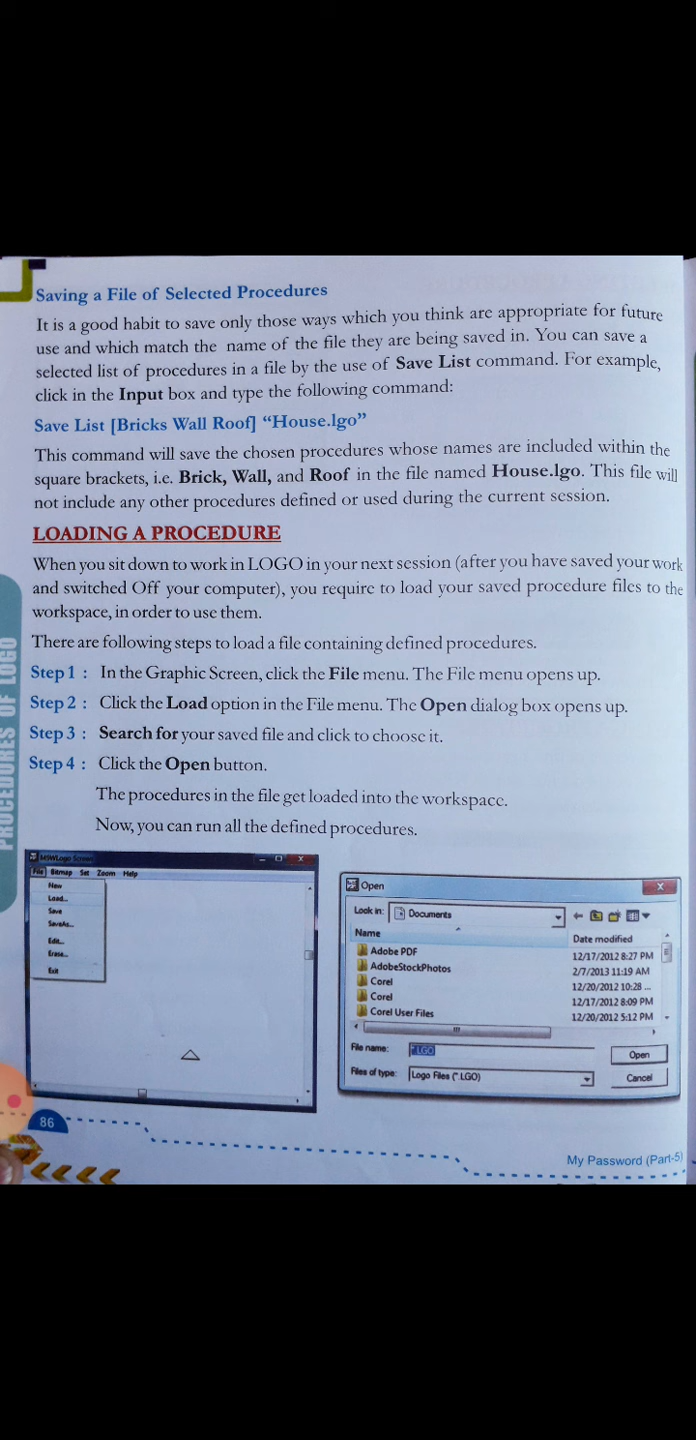 Saving a File of Selected Procedures
It is a good habit to save only those ways which you think are appropriate for future
use and which match the name of the file they are being saved in. You can save a
selected list of procedures in a file by the use of Save List command. For example,
click in the Input box and type the following command:
Save List [Bricks Wall Roof] “House.lgo”
This command will save the chosen procedures whose names are included within the
square brackets, i.e. Brick, Wall, and Roof in the file named House.lgo. This file will
not include any other procedures defined or used during the current session.
LOADING A PROCEDURE
When you sit down to work in LOGO in your next session (after you have saved your work
and switched Off your computer), you require to load your saved procedure files to the
workspace, in order to use them.
There are following steps to load a file containing defined procedures.
Step 1 : In the Graphic Screen, click the File menu. The File menu opens up.
Step 2 : Click the Load option in the File menu. The Open dialog box opens up.
Step 3 : Search for your saved file and click to choose it.
Step 4 : Click the Open button.
The procedures in the file get loaded into the workspace.
Now, you can run all the defined procedures.
PROCEDURES OF LOGO
MSWLogo Screen
File Bitmap Set Zoom Help
New
Load...
Save
SaveAs...
Edit...
Erase...
Exit
Open
Look in: Documents
Name Date modified
Adobe PDF 12/17/2012 8:27 PM
AdobeStockPhotos 2/7/2013 11:19 AM
Corel 12/20/2012 10:28 ...
Corel 12/17/2012 8:09 PM
Corel User Files 12/20/2012 5:12 PM
File name: *.LGO Open
Files of type: Logo Files (*.LGO) Cancel
86
My Password (Part-5)